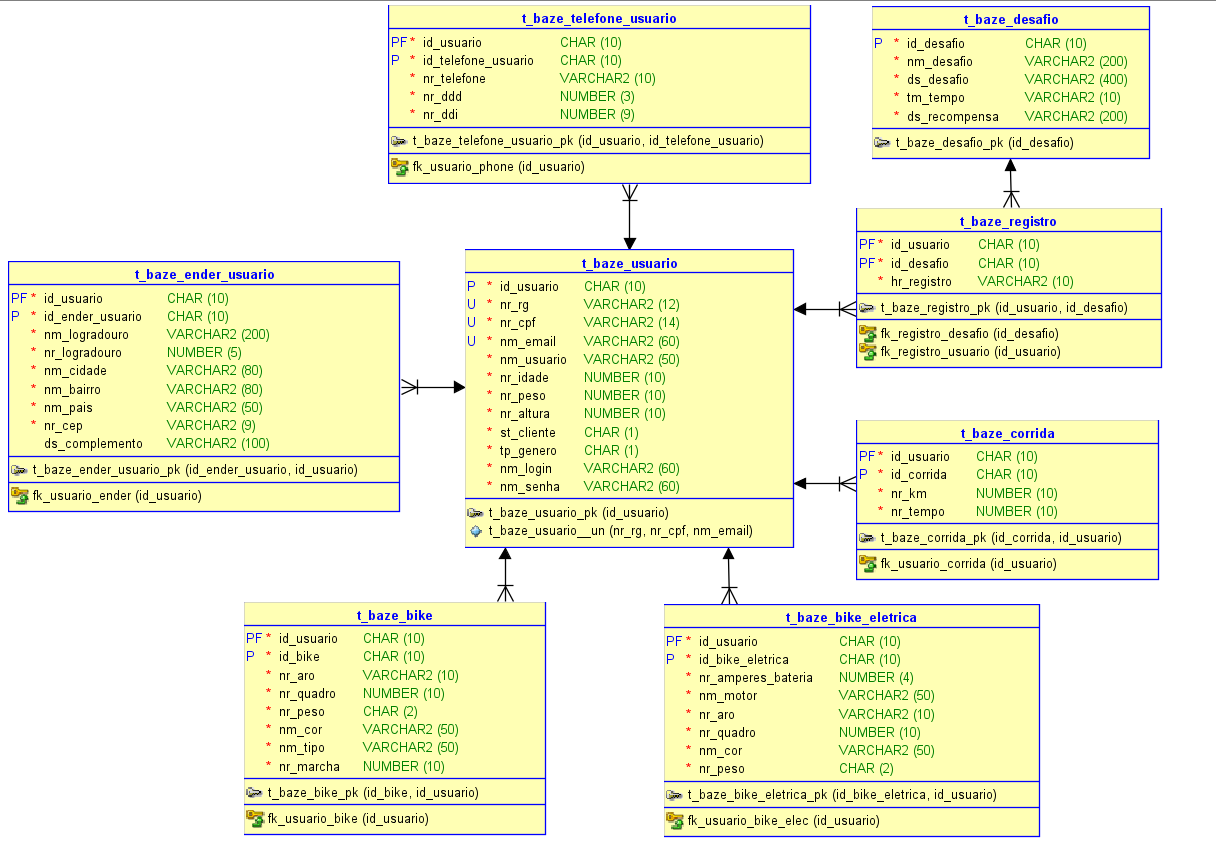 t_baze_telefone_usuario
PF * id_usuario CHAR (10)
P * id_telefone_usuario CHAR (10)
* nr_telefone VARCHAR2 (10)
* nr_ddd NUMBER (3)
* nr_ddi NUMBER (9)
t_baze_telefone_usuario_pk (id_usuario, id_telefone_usuario)
fk_usuario_phone (id_usuario)
t_baze_desafio
P * id_desafio CHAR (10)
* nm_desafio VARCHAR2 (200)
* ds_desafio VARCHAR2 (400)
* tm_tempo VARCHAR2 (10)
* ds_recompensa VARCHAR2 (200)
t_baze_desafio_pk (id_desafio)
t_baze_registro
PF * id_usuario CHAR (10)
PF * id_desafio CHAR (10)
* hr_registro VARCHAR2 (10)
t_baze_registro_pk (id_usuario, id_desafio)
fk_registro_desafio (id_desafio)
fk_registro_usuario (id_usuario)
t_baze_ender_usuario
PF * id_usuario CHAR (10)
P * id_ender_usuario CHAR (10)
* nm_logradouro VARCHAR2 (200)
* nr_logradouro NUMBER (5)
* nm_cidade VARCHAR2 (80)
* nm_bairro VARCHAR2 (80)
* nm_pais VARCHAR2 (50)
* nr_cep VARCHAR2 (9)
ds_complemento VARCHAR2 (100)
t_baze_ender_usuario_pk (id_ender_usuario, id_usuario)
fk_usuario_ender (id_usuario)
t_baze_usuario
P * id_usuario CHAR (10)
U * nr_rg VARCHAR2 (12)
U * nr_cpf VARCHAR2 (14)
U * nm_email VARCHAR2 (60)
* nm_usuario VARCHAR2 (50)
* nr_idade NUMBER (10)
* nr_peso NUMBER (10)
* nr_altura NUMBER (10)
* st_cliente CHAR (1)
* tp_genero CHAR (1)
* nm_login VARCHAR2 (60)
* nm_senha VARCHAR2 (60)
t_baze_usuario_pk (id_usuario)
t_baze_usuario__un (nr_rg, nr_cpf, nm_email)
t_baze_corrida
PF * id_usuario CHAR (10)
P * id_corrida CHAR (10)
* nr_km NUMBER (10)
* nr_tempo NUMBER (10)
t_baze_corrida_pk (id_corrida, id_usuario)
fk_usuario_corrida (id_usuario)
t_baze_bike
PF * id_usuario CHAR (10)
P * id_bike CHAR (10)
* nr_aro VARCHAR2 (10)
* nr_quadro NUMBER (10)
* nr_peso CHAR (2)
* nm_cor VARCHAR2 (50)
* nm_tipo VARCHAR2 (50)
* nr_marcha NUMBER (10)
t_baze_bike_pk (id_bike, id_usuario)
fk_usuario_bike (id_usuario)
t_baze_bike_eletrica
PF * id_usuario CHAR (10)
P * id_bike_eletrica CHAR (10)
* nr_amperes_bateria NUMBER (4)
* nm_motor VARCHAR2 (50)
* nr_aro VARCHAR2 (10)
* nr_quadro NUMBER (10)
* nm_cor VARCHAR2 (50)
* nr_peso CHAR (2)
t_baze_bike_eletrica_pk (id_bike_eletrica, id_usuario)
fk_usuario_bike_elec (id_usuario)